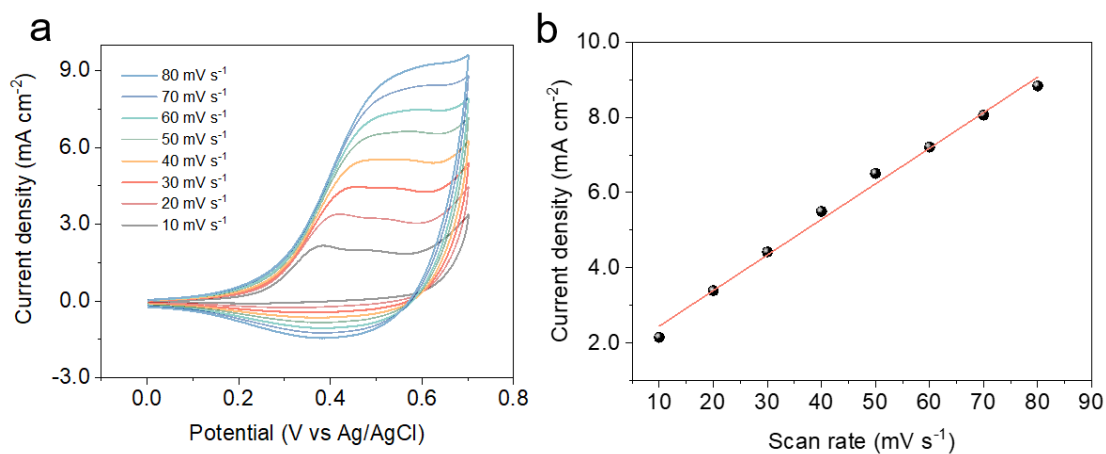 a
Current density (mA cm⁻²)
9.0
6.0
3.0
0.0
-3.0
80 mV s⁻¹
70 mV s⁻¹
60 mV s⁻¹
50 mV s⁻¹
40 mV s⁻¹
30 mV s⁻¹
20 mV s⁻¹
10 mV s⁻¹
0.0 0.2 0.4 0.6 0.8
Potential (V vs Ag/AgCl)
b
Current density (mA cm⁻²)
10.0
8.0
6.0
4.0
2.0
10 20 30 40 50 60 70 80 90
Scan rate (mV s⁻¹)